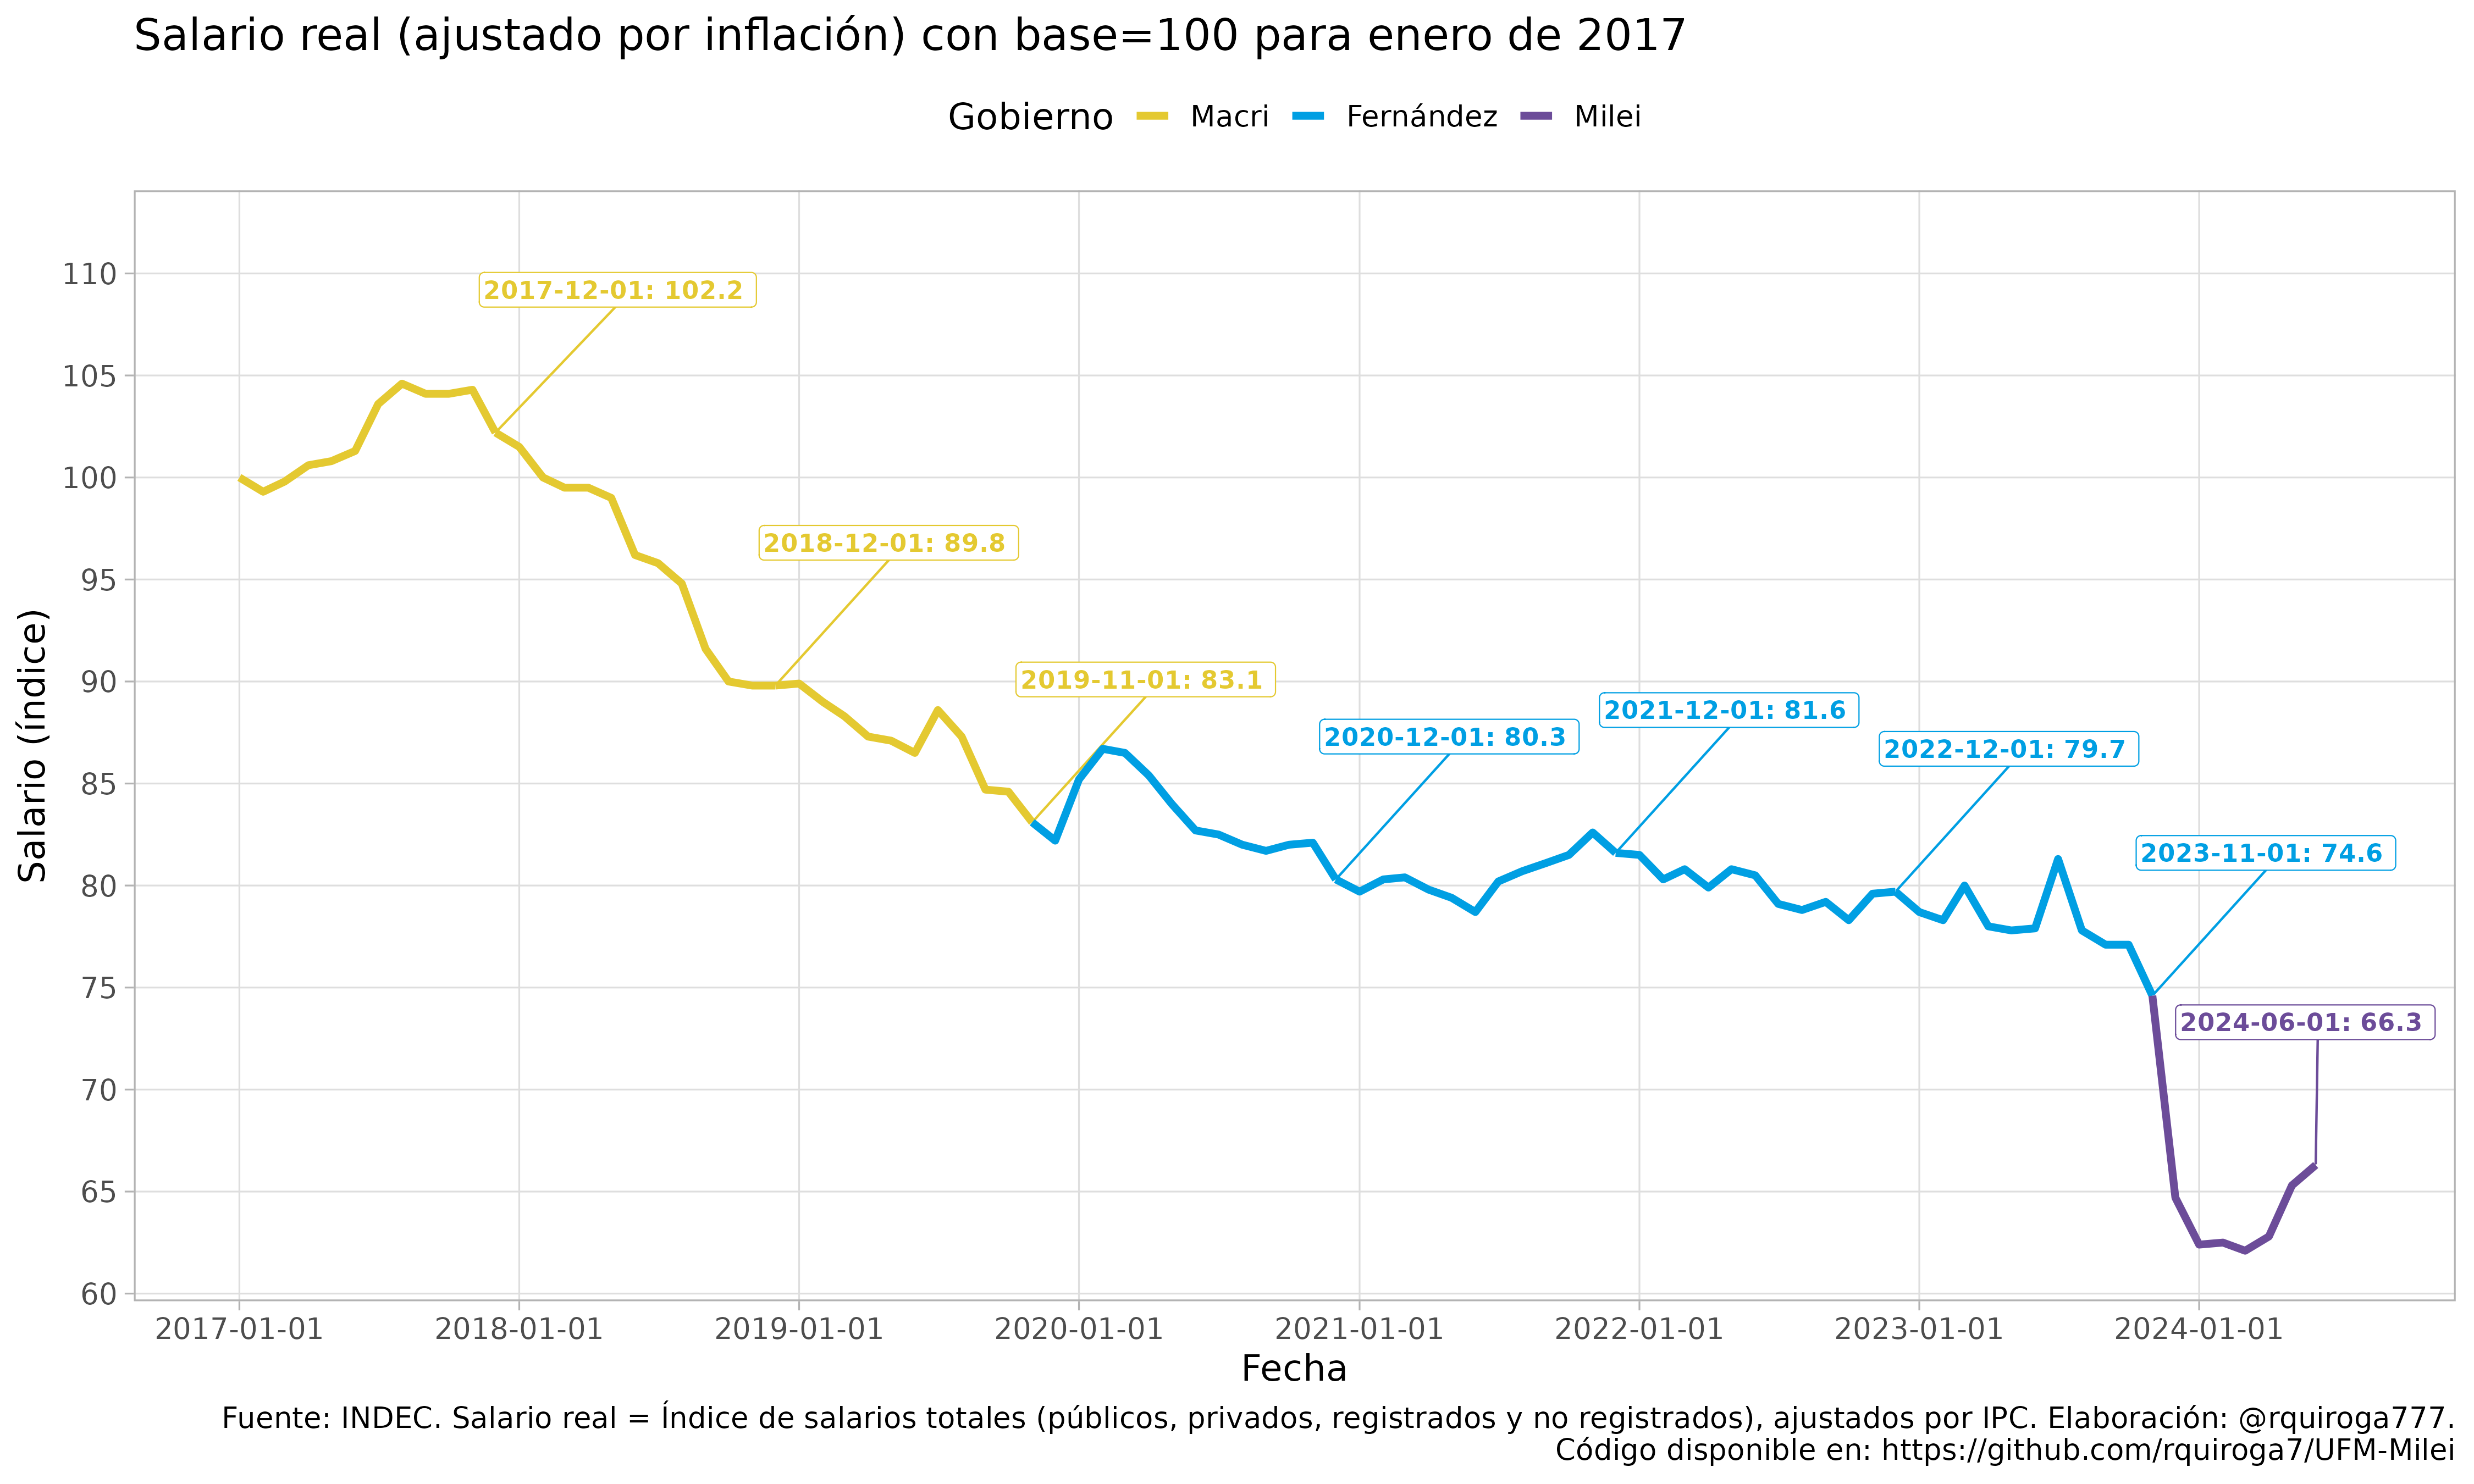 Salario real (ajustado por inflación) con base=100 para enero de 2017
Gobierno Macri Fernández Milei
110
105
100
95
90
85
80
75
70
65
60
Salario (índice)
2017-12-01: 102.2
2018-12-01: 89.8
2019-11-01: 83.1
2020-12-01: 80.3
2021-12-01: 81.6
2022-12-01: 79.7
2023-11-01: 74.6
2024-06-01: 66.3
2017-01-01 2018-01-01 2019-01-01 2020-01-01 2021-01-01 2022-01-01 2023-01-01 2024-01-01
Fecha
Fuente: INDEC. Salario real = Índice de salarios totales (públicos, privados, registrados y no registrados), ajustados por IPC. Elaboración: @rquiroga777.
Código disponible en: https://github.com/rquiroga7/UFM-Milei